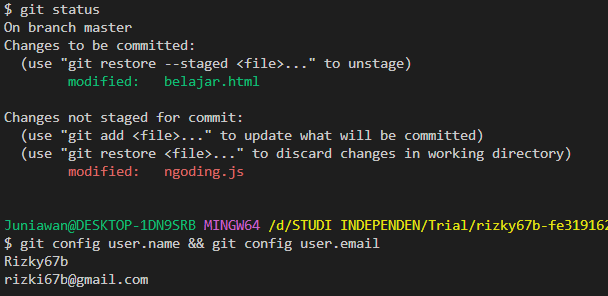 $ git status
On branch master
Changes to be committed:
  (use "git restore --staged <file>..." to unstage)
        modified:   belajar.html

Changes not staged for commit:
  (use "git add <file>..." to update what will be committed)
  (use "git restore <file>..." to discard changes in working directory)
        modified:   ngoding.js

Juniawan@DESKTOP-1DN9SRB MINGW64 /d/STUDI INDEPENDEN/Trial/rizky67b-fe319162
$ git config user.name && git config user.email
Rizky67b
rizki67b@gmail.com